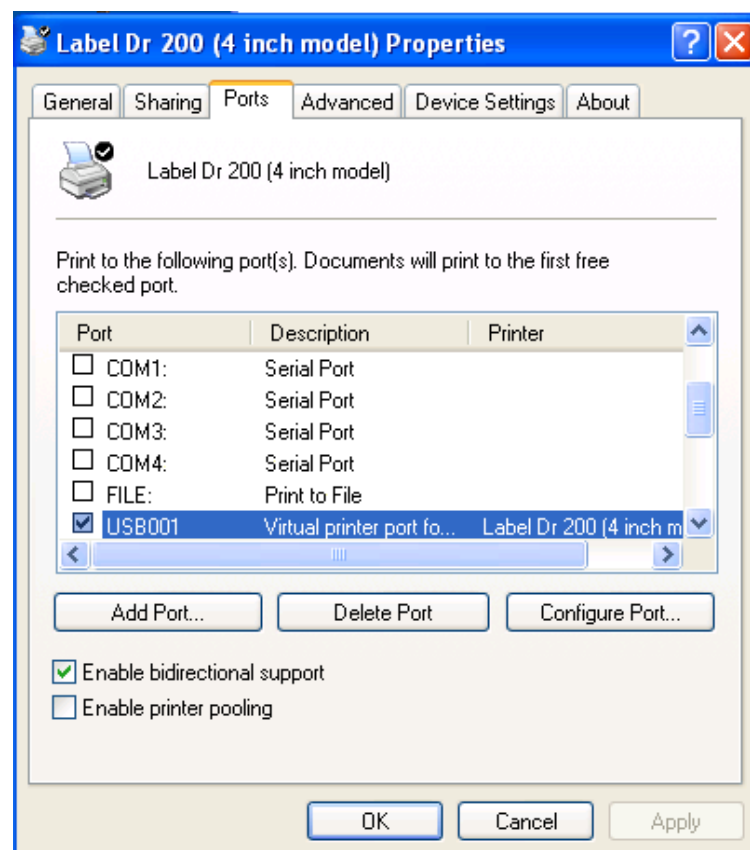 Label Dr 200 (4 inch model) Properties
General Sharing Ports Advanced Device Settings About
Label Dr 200 (4 inch model)
Print to the following port(s). Documents will print to the first free
checked port.
Port Description Printer
COM1: Serial Port
COM2: Serial Port
COM3: Serial Port
COM4: Serial Port
FILE: Print to File
USB001 Virtual printer port fo... Label Dr 200 (4 inch m
Add Port... Delete Port Configure Port...
Enable bidirectional support
Enable printer pooling
OK Cancel Apply